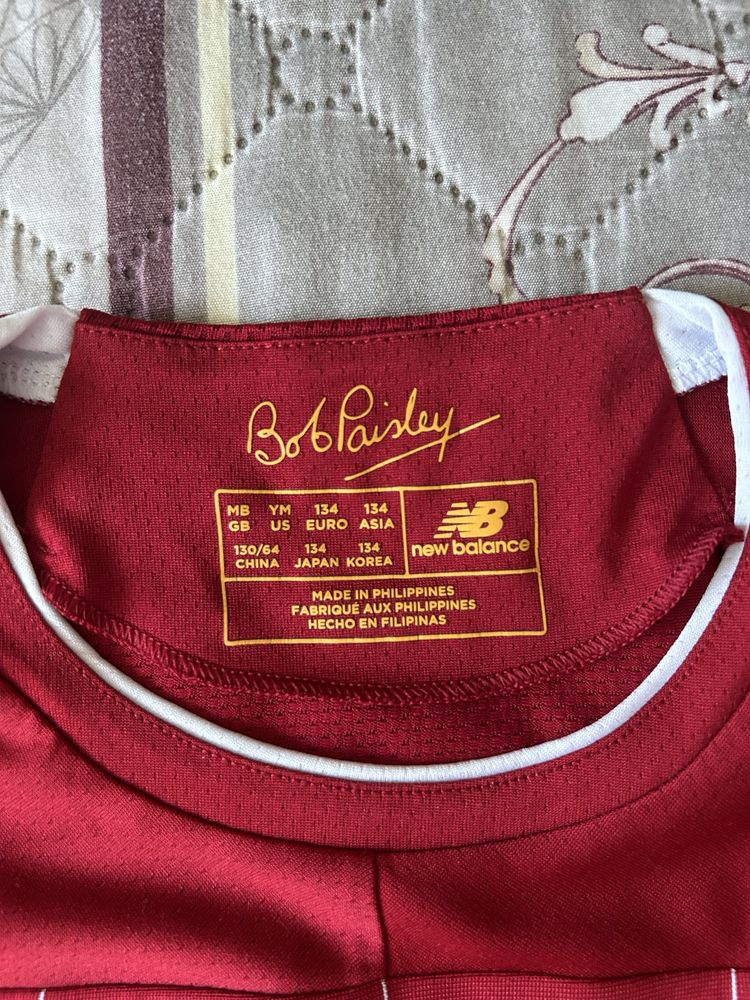 Bob Paisley
MB YM 134 134
GB US EURO ASIA
130/64 134 134
CHINA JAPAN KOREA
NB
new balance
MADE IN PHILIPPINES
FABRIQUÉ AUX PHILIPPINES
HECHO EN FILIPINAS